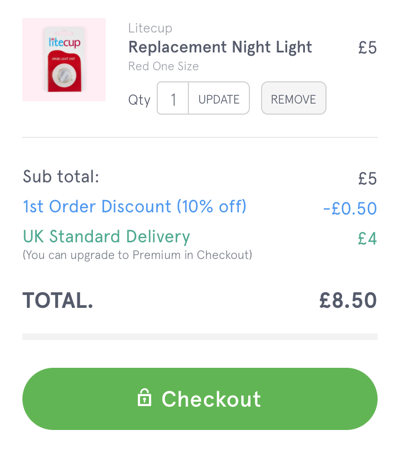 litecup
Litecup
Replacement Night Light £5
Red One Size
Qty 1 UPDATE REMOVE
Sub total: £5
1st Order Discount (10% off) -£0.50
UK Standard Delivery £4
(You can upgrade to Premium in Checkout)
TOTAL. £8.50
Checkout